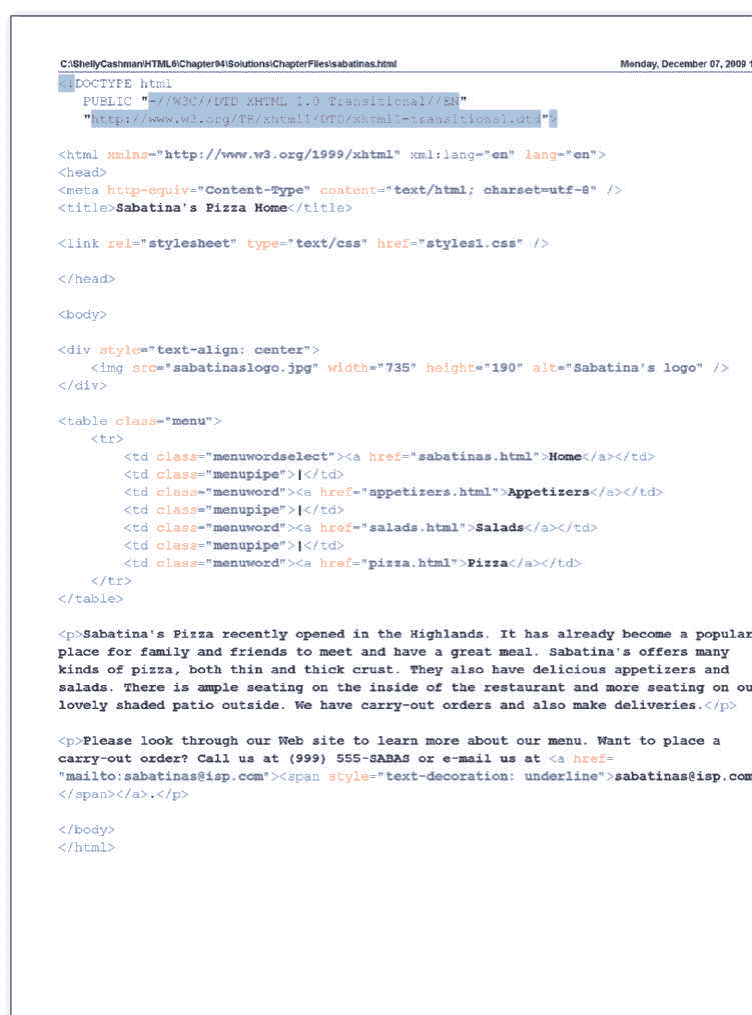 C:\ShellyCashman\HTML6\Chapter04\Solutions\ChapterFiles\sabatinas.html Monday, December 07, 2009 1
<!DOCTYPE html
PUBLIC "-//W3C//DTD XHTML 1.0 Transitional//EN"
"http://www.w3.org/TR/xhtml1/DTD/xhtml1-transitional.dtd">
<html xmlns="http://www.w3.org/1999/xhtml" xml:lang="en" lang="en">
<head>
<meta http-equiv="Content-Type" content="text/html; charset=utf-8" />
<title>Sabatina's Pizza Home</title>
<link rel="stylesheet" type="text/css" href="styles1.css" />
</head>
<body>
<div style="text-align: center">
<img src="sabatinaslogo.jpg" width="735" height="190" alt="Sabatina's logo" />
</div>
<table class="menu">
<tr>
<td class="menuwordselect"><a href="sabatinas.html">Home</a></td>
<td class="menupipe">|</td>
<td class="menuword"><a href="appetizers.html">Appetizers</a></td>
<td class="menupipe">|</td>
<td class="menuword"><a href="salads.html">Salads</a></td>
<td class="menupipe">|</td>
<td class="menuword"><a href="pizza.html">Pizza</a></td>
</tr>
</table>
<p>Sabatina's Pizza recently opened in the Highlands. It has already become a popular
place for family and friends to meet and have a great meal. Sabatina's offers many
kinds of pizza, both thin and thick crust. They also have delicious appetizers and
salads. There is ample seating on the inside of the restaurant and more seating on ou
lovely shaded patio outside. We have carry-out orders and also make deliveries.</p>
<p>Please look through our Web site to learn more about our menu. Want to place a
carry-out order? Call us at (999) 555-SABAS or e-mail us at <a href=
"mailto:sabatinas@isp.com"><span style="text-decoration: underline">sabatinas@isp.com
</span></a>.</p>
</body>
</html>